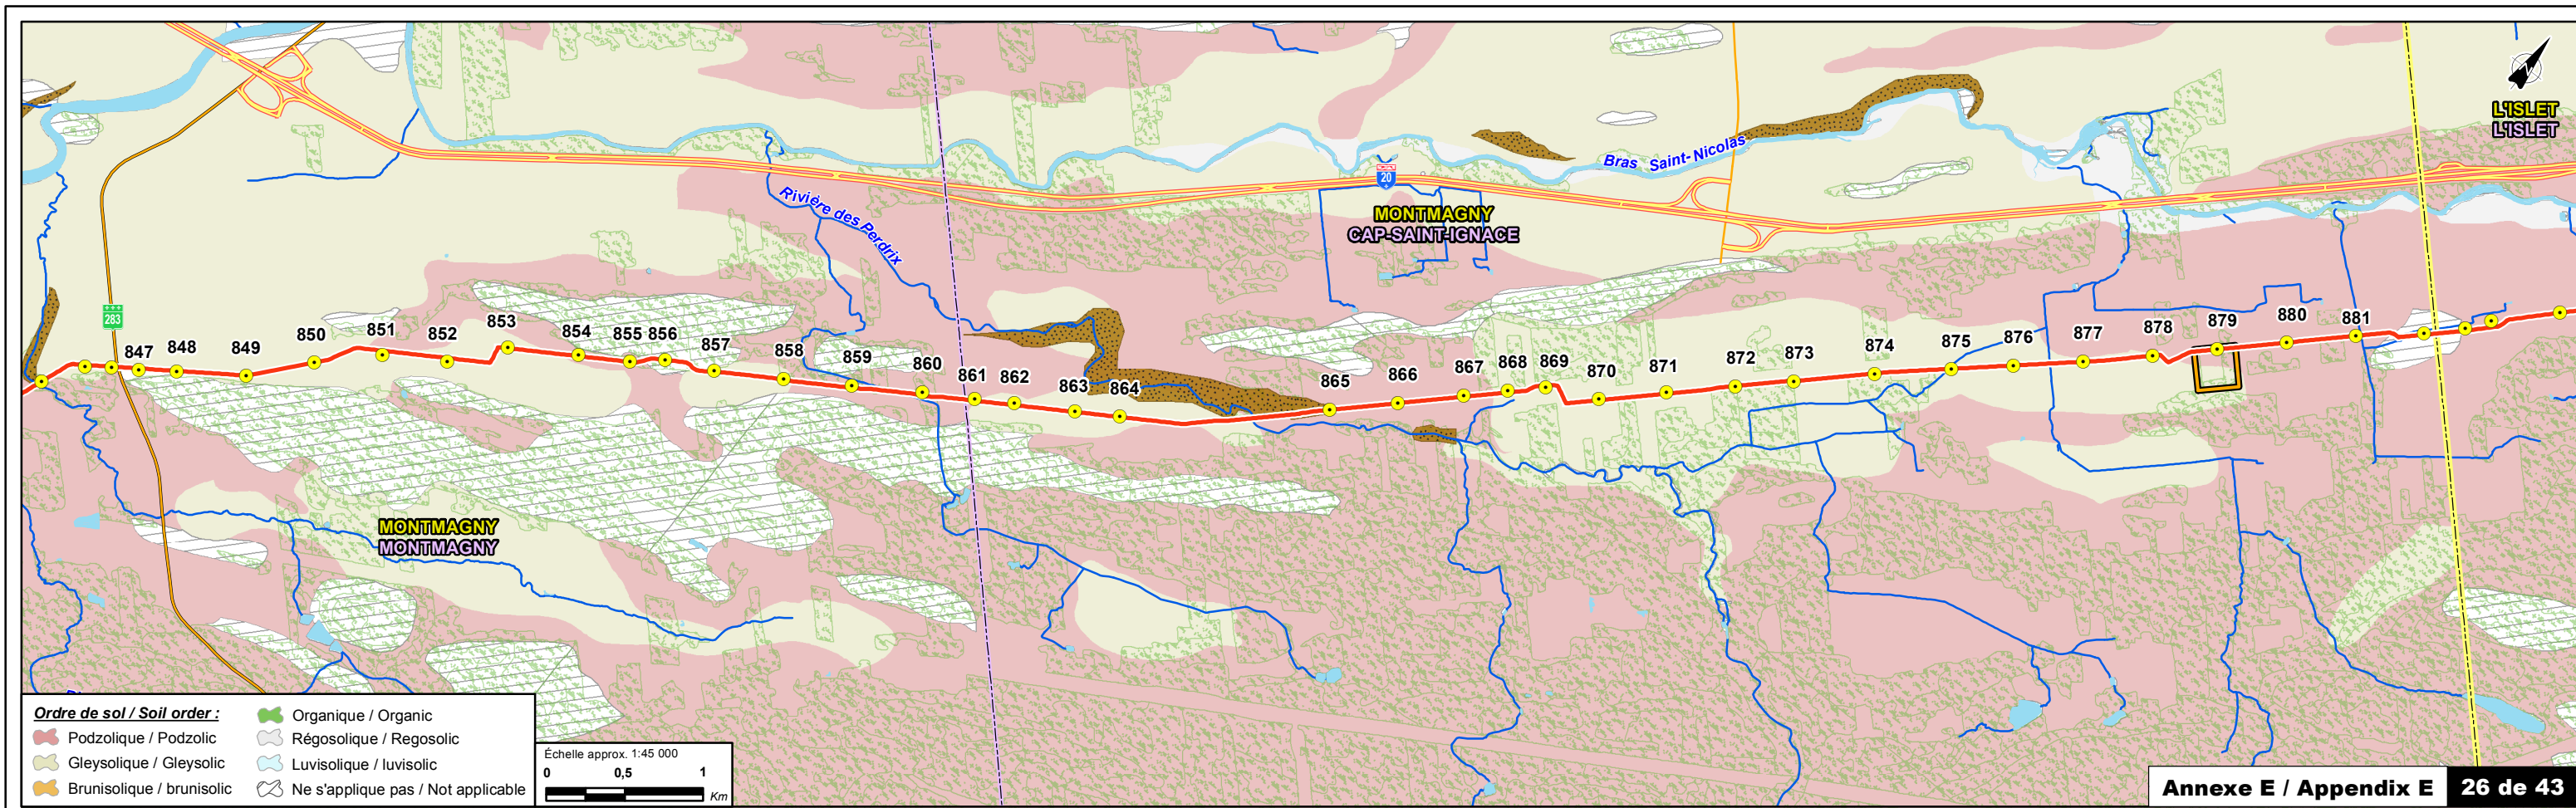 L'ISLET
L'ISLET
Bras Saint-Nicolas
20
Rivière des Perdrix
MONTMAGNY
CAP-SAINT-IGNACE
283
847 848 849 850 851 852 853 854 855 856 857 858 859 860 861 862 863 864 865 866 867 868 869 870 871 872 873 874 875 876 877 878 879 880 881
MONTMAGNY
MONTMAGNY
Ordre de sol / Soil order :
Podzolique / Podzolic
Gleysolique / Gleysolic
Brunisolique / brunisolic
Organique / Organic
Régosolique / Regosolic
Luvisolique / luvisolic
Ne s'applique pas / Not applicable
Échelle approx. 1:45 000
0 0,5 1
Km
Annexe E / Appendix E 26 de 43